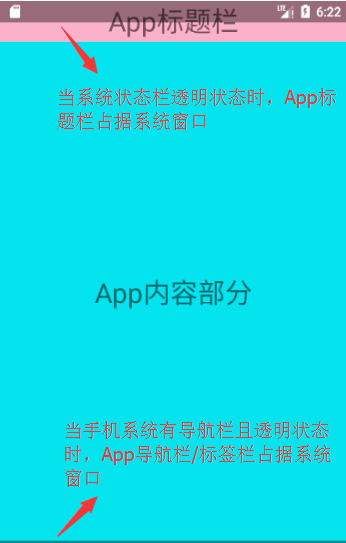 LTE 6:22
App标题栏
当系统状态栏透明状态时，App标
题栏占据系统窗口
App内容部分
当手机系统有导航栏且透明状态
时，App导航栏/标签栏占据系统
窗口